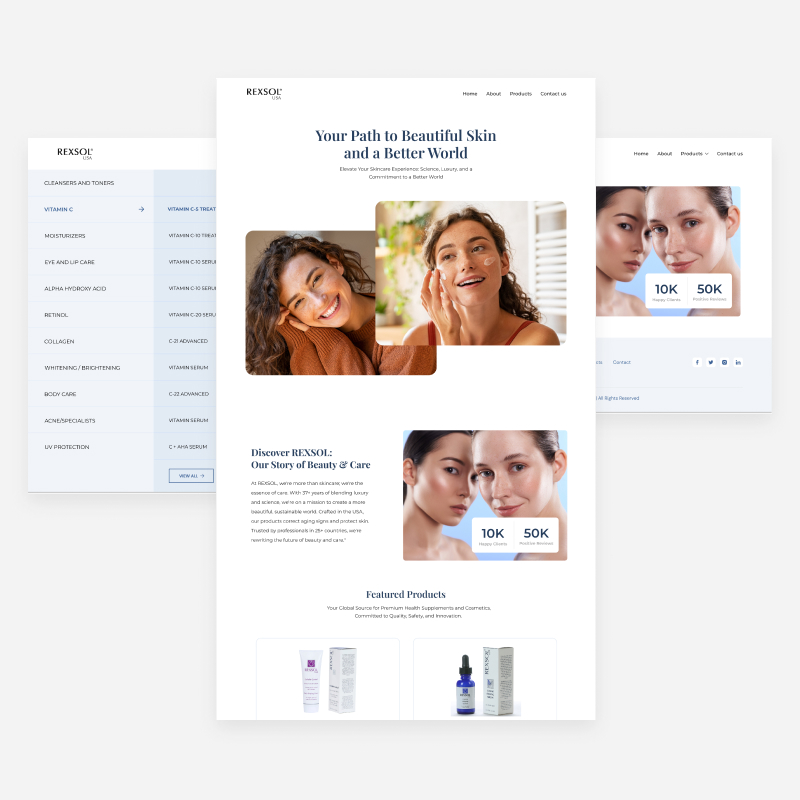 REXSOL®
USA
CLEANSERS AND TONERS
VITAMIN C
MOISTURIZERS
EYE AND LIP CARE
ALPHA HYDROXY ACID
RETINOL
COLLAGEN
WHITENING / BRIGHTENING
BODY CARE
ACNE/SPECIALISTS
UV PROTECTION
VITAMIN C-5 TREAT
VITAMIN C-10 TREAT
VITAMIN C-10 SERU
VITAMIN C-10 SERU
VITAMIN C-20 SERU
C-21 ADVANCED
VITAMIN SERUM
C-22 ADVANCED
VITAMIN SERUM
C + AHA SERUM
VIEW ALL
REXSOL®
USA
Home About Products Contact us
Your Path to Beautiful Skin
and a Better World
Elevate Your Skincare Experience: Science, Luxury, and a
Commitment to a Better World
Discover REXSOL:
Our Story of Beauty & Care
At REXSOL, we're more than skincare; we're the
essence of care. With 37+ years of blending luxury
and science, we're on a mission to create a more
beautiful, sustainable world. Crafted in the USA,
our products correct aging signs and protect skin.
Trusted by professionals in 25+ countries, we're
rewriting the future of beauty and care."
10K 50K
Happy Clients Positive Reviews
Featured Products
Your Global Source for Premium Health Supplements and Cosmetics.
Committed to Quality, Safety, and Innovation.
REXSOL
REXSOL
Home About Products Contact us
10K 50K
Happy Clients Positive Reviews
cts Contact
All Rights Reserved